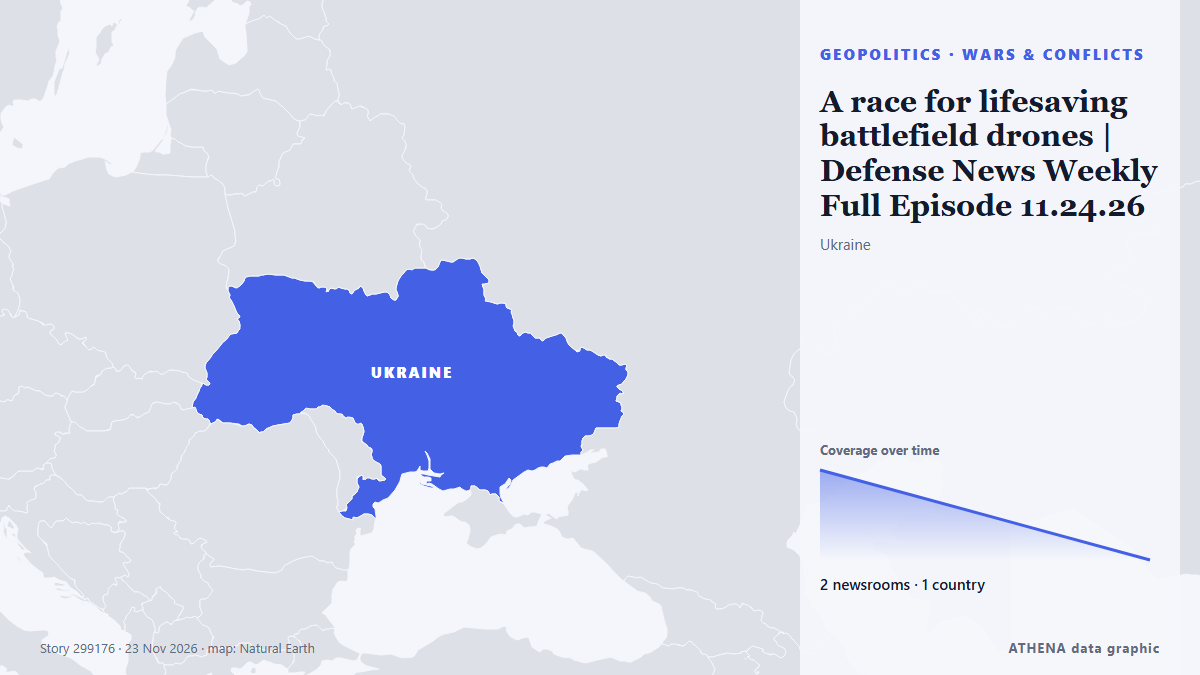 GEOPOLITICS · WARS & CONFLICTS
A race for lifesaving
battlefield drones |
Defense News Weekly
Full Episode 11.24.26
Ukraine
UKRAINE
Coverage over time
2 newsrooms · 1 country
Story 299176 · 23 Nov 2026 · map: Natural Earth
ATHENA data graphic